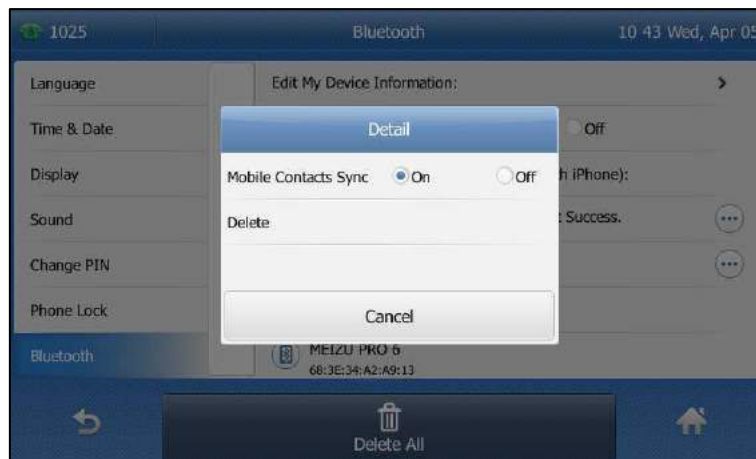 1025 Bluetooth 10 43 Wed, Apr 05
Language
Edit My Device Information:
Time & Date
Off
Display
h iPhone):
Sound
: Success.
Change PIN
Phone Lock
Bluetooth
MEIZU PRO 6
68:3E:34:A2:A9:13
Detail
Mobile Contacts Sync On Off
Delete
Cancel
Delete All